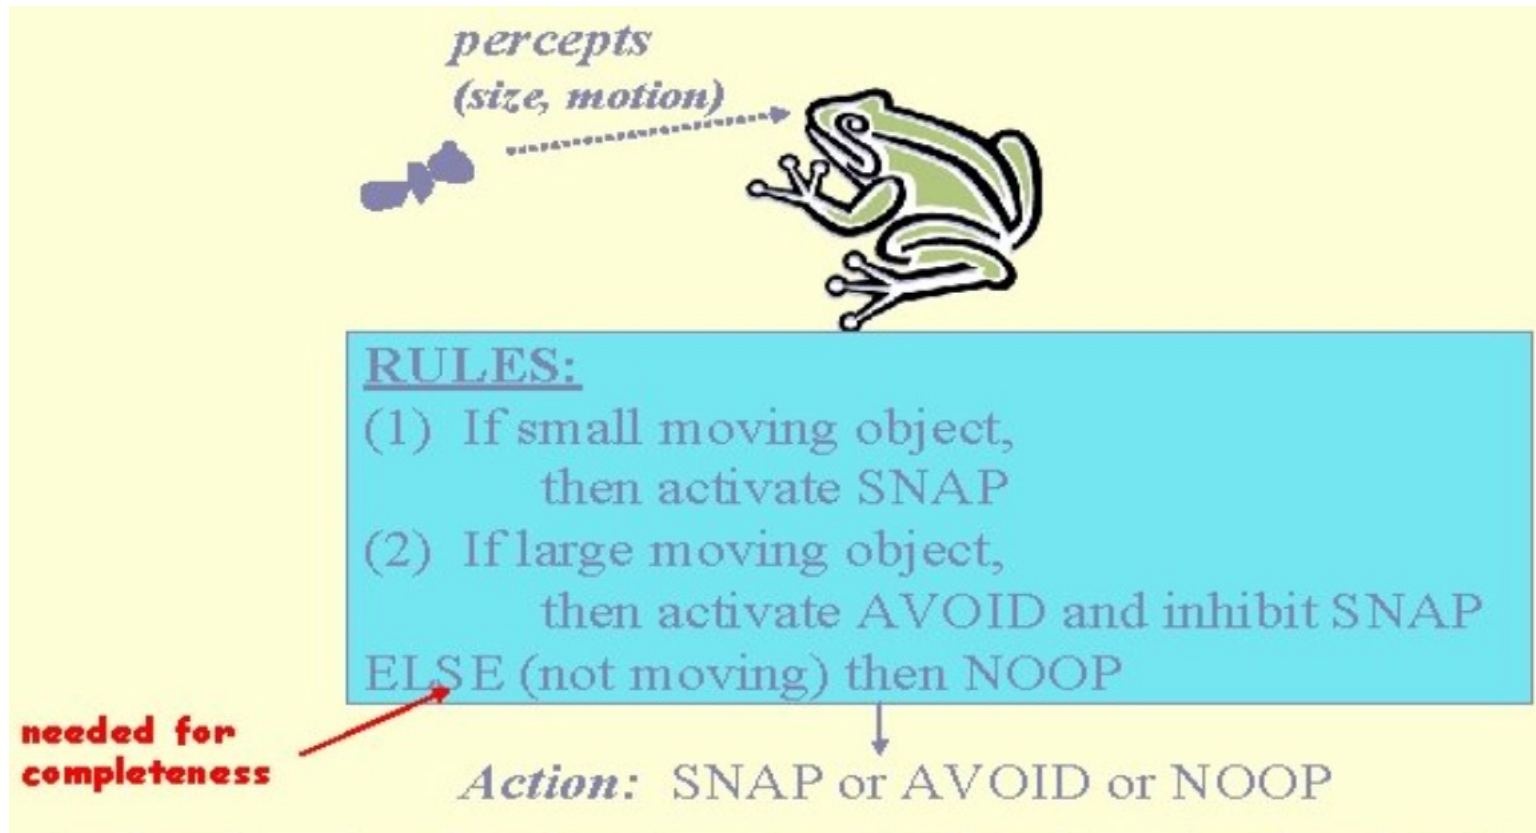 percepts
(size, motion)
RULES:
(1) If small moving object,
then activate SNAP
(2) If large moving object,
then activate AVOID and inhibit SNAP
ELSE (not moving) then NOOP
needed for
completeness
Action: SNAP or AVOID or NOOP